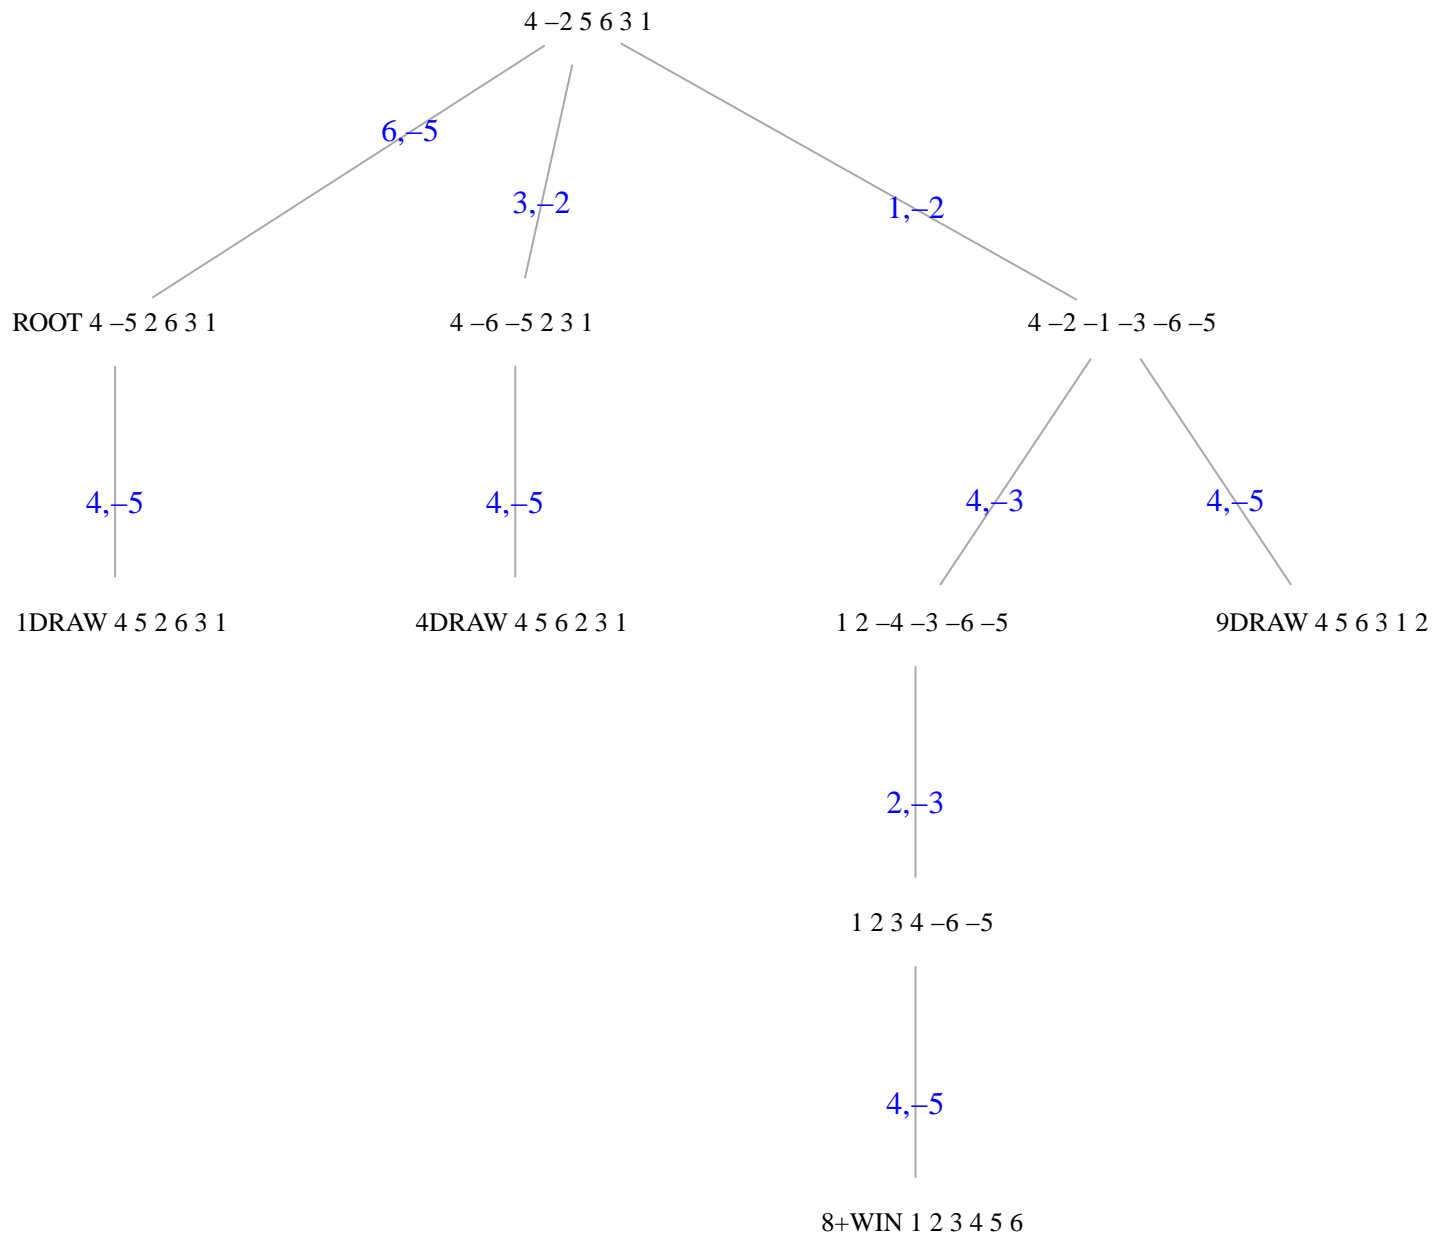 4 –2 5 6 3 1
6,–5
3,–2
1,–2
ROOT 4 –5 2 6 3 1
4 –6 –5 2 3 1
4 –2 –1 –3 –6 –5
4,–5
4,–5
4,–3
4,–5
1DRAW 4 5 2 6 3 1
4DRAW 4 5 6 2 3 1
1 2 –4 –3 –6 –5
9DRAW 4 5 6 3 1 2
2,–3
1 2 3 4 –6 –5
4,–5
8+WIN 1 2 3 4 5 6